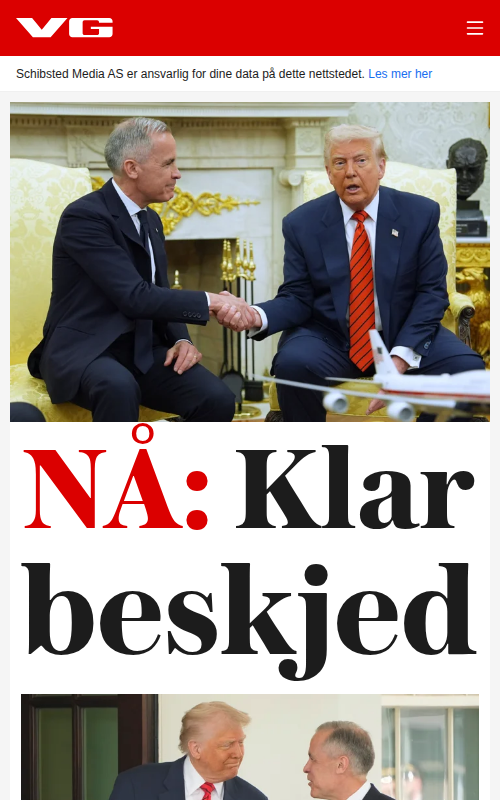 VG
Schibsted Media AS er ansvarlig for dine data på dette nettstedet. Les mer her
NÅ: Klar
beskjed